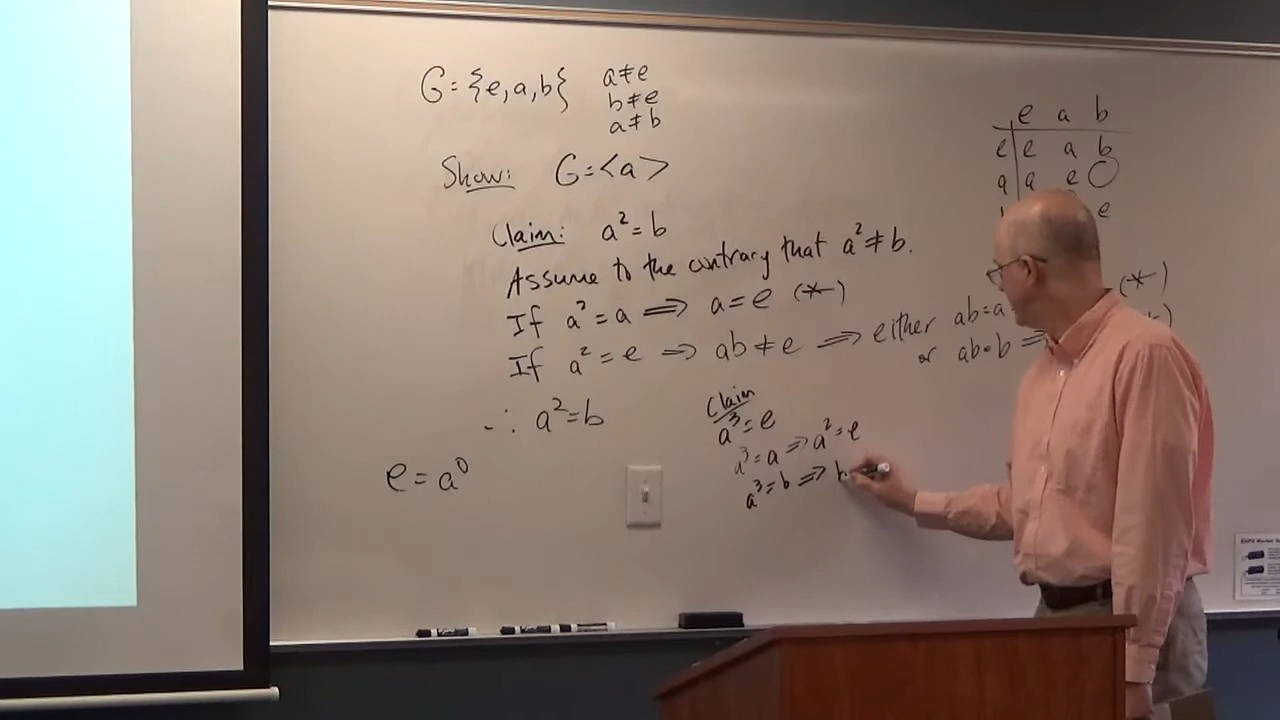 G={e,a,b} a≠e
b≠e
a≠b
Show: G=<a>
Claim: a²=b
Assume to the contrary that a²≠b.
If a²=a ⟹ a=e (*)
If a²=e ⟹ ab≠e ⟹ either ab=a (*)
or ab=b ⟹
∴ a²=b
e=a⁰
Claim
a³=e
a³=a ⟹ a²=e
a³=b ⟹ b
e a b
e e a b
a a e
e